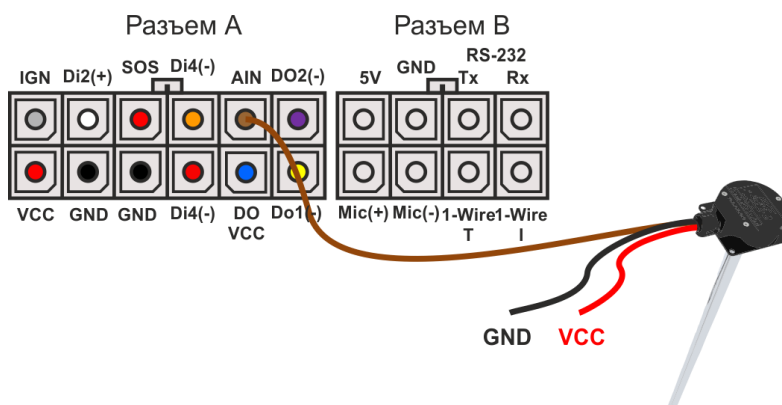 Разъем А
Разъем В
IGN Di2(+) SOS Di4(-) AIN DO2(-)
5V GND RS-232
Tx Rx
VCC GND GND Di4(-) DO VCC Do1(-)
Mic(+) Mic(-) 1-Wire T 1-Wire I
GND VCC